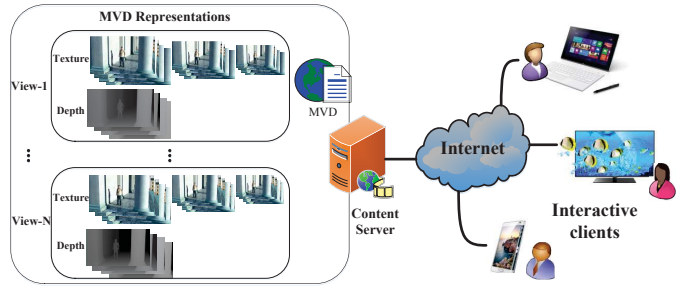 MVD Representations
Texture
View-1
Depth
MVD
Texture
View-N
Depth
Content
Server
Internet
Interactive
clients